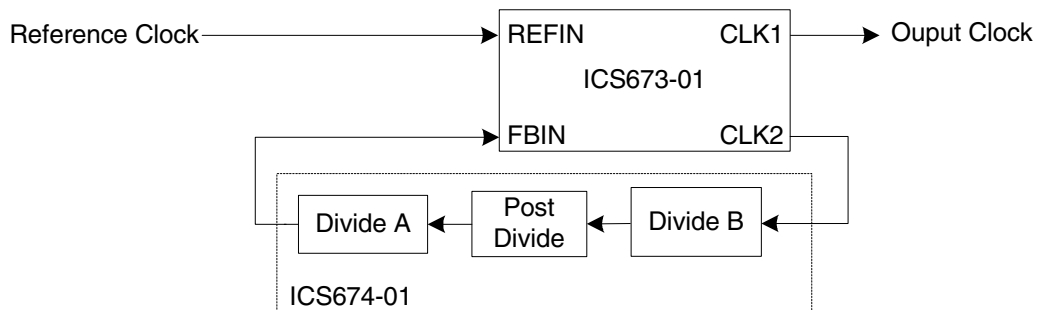 Reference Clock
REFIN
CLK1
Ouput Clock
ICS673-01
FBIN
CLK2
Divide A
Post
Divide
Divide B
ICS674-01